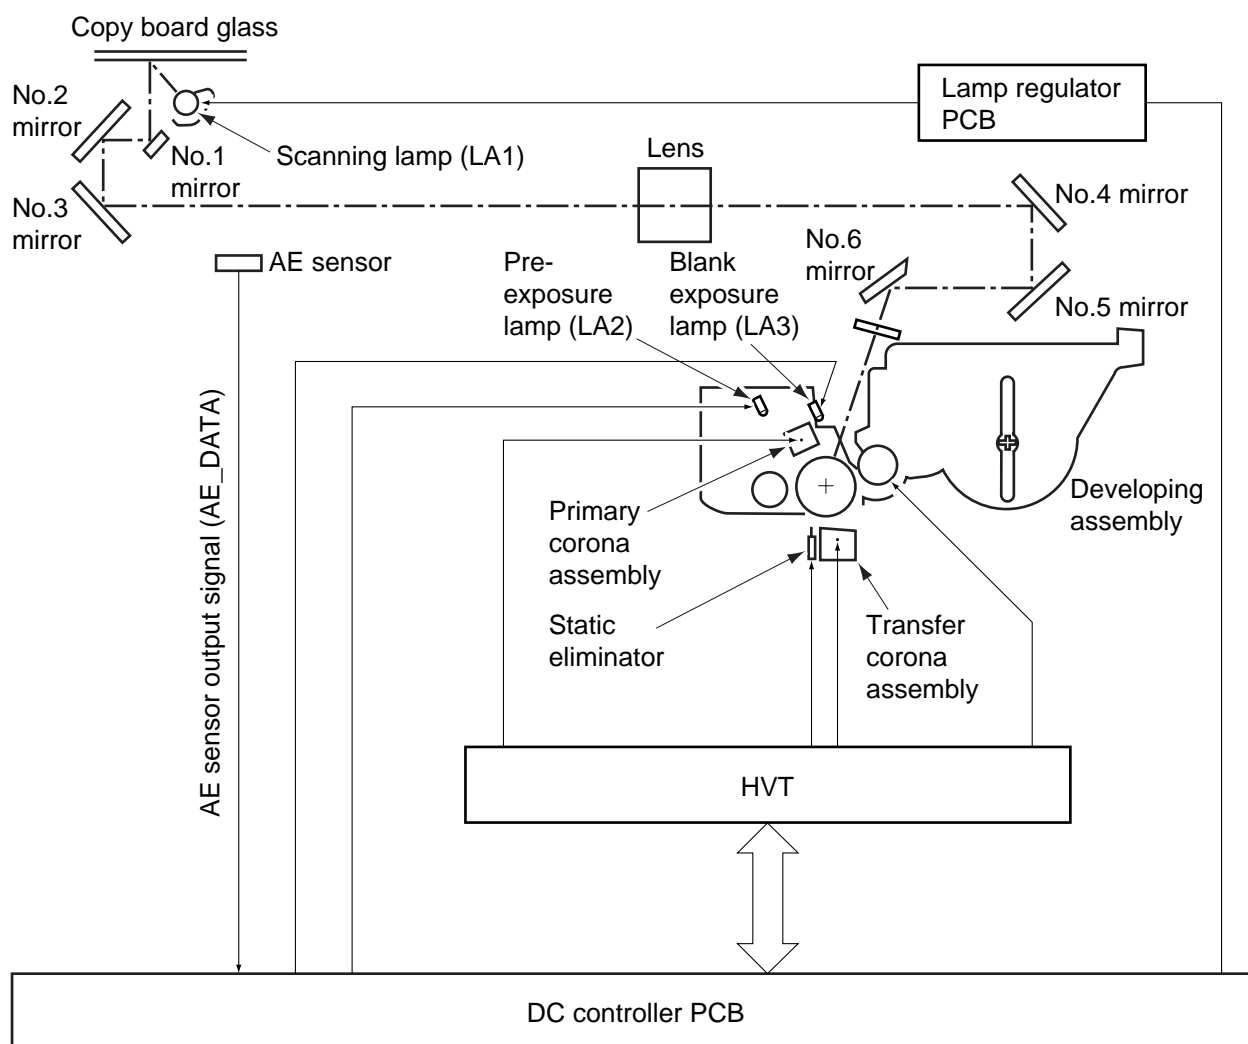 Copy board glass
No.2
mirror
No.1
mirror
Scanning lamp (LA1)
Lamp regulator
PCB
Lens
No.3
mirror
No.4 mirror
AE sensor
Pre-
exposure
lamp (LA2)
Blank
exposure
lamp (LA3)
No.6
mirror
No.5 mirror
AE sensor output signal (AE_DATA)
Primary
corona
assembly
Developing
assembly
Static
eliminator
Transfer
corona
assembly
HVT
DC controller PCB